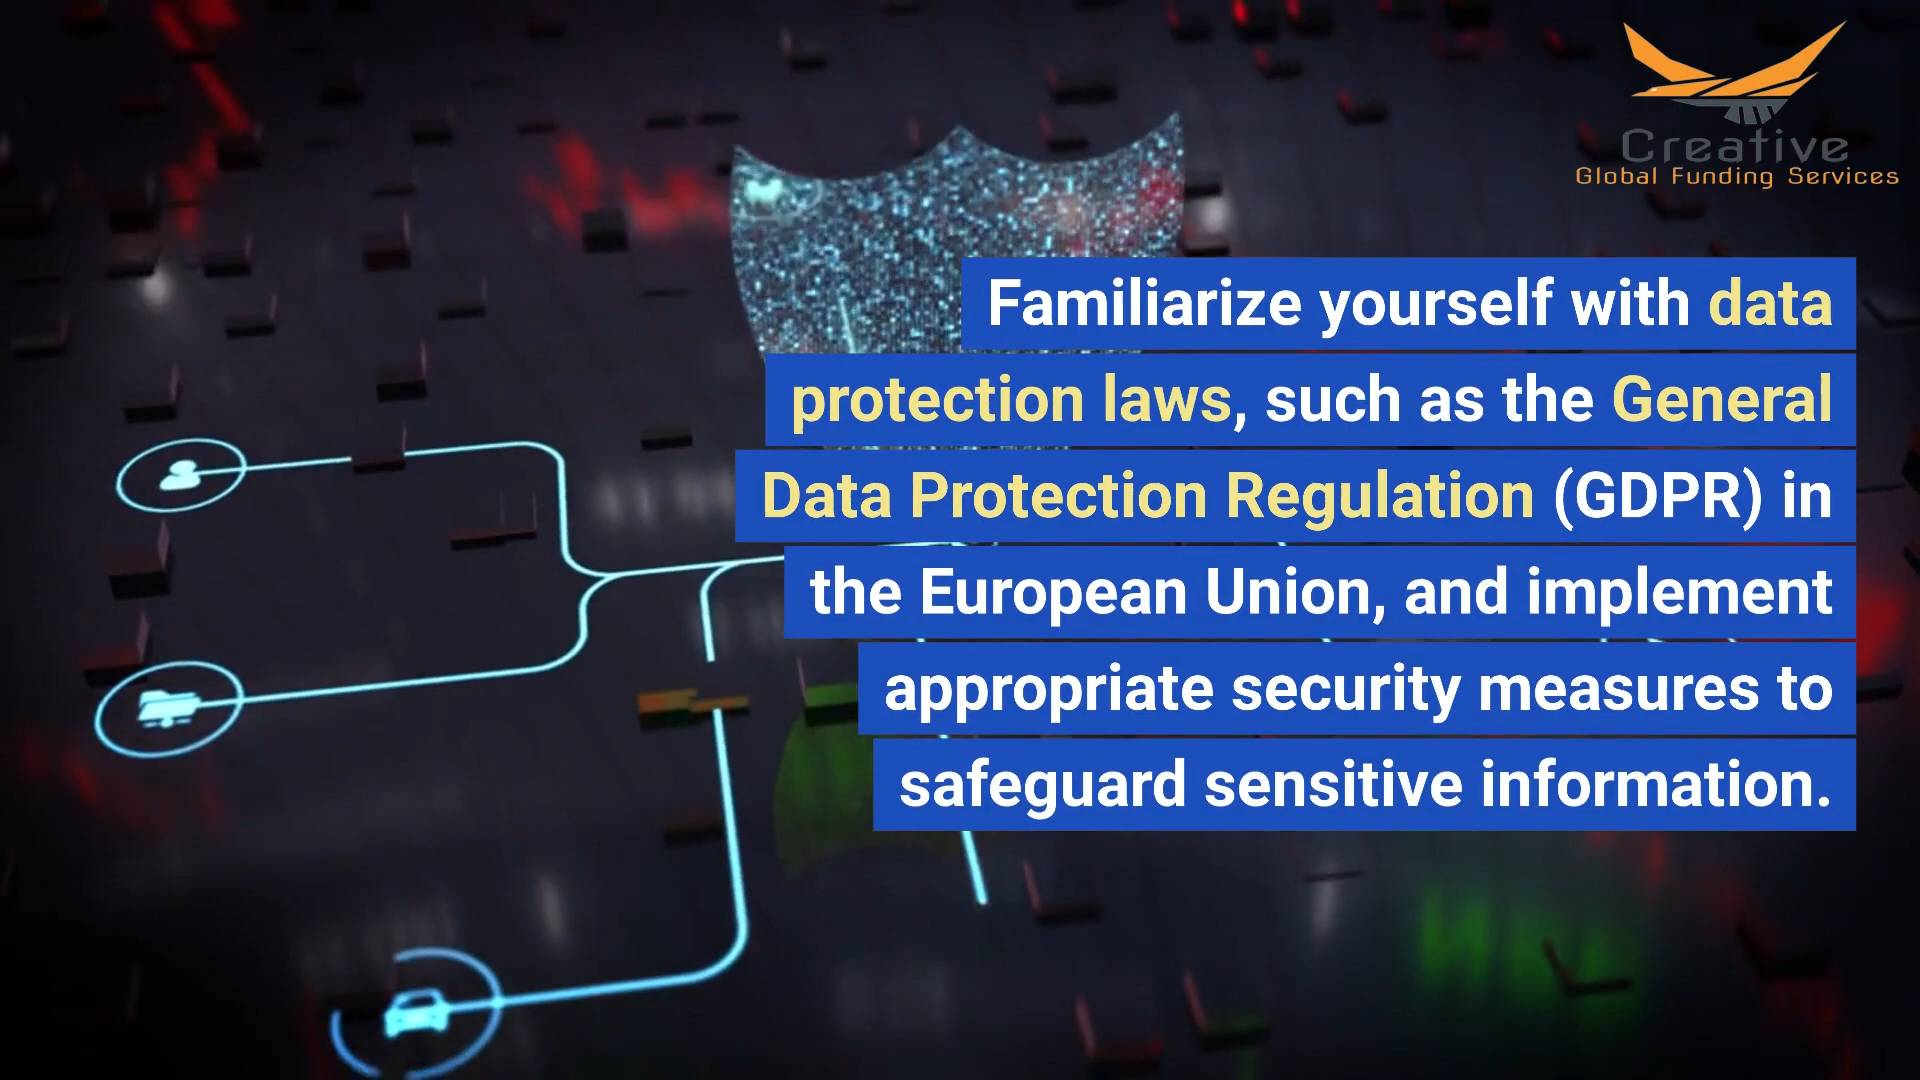 Creative
Global Funding Services
Familiarize yourself with data
protection laws, such as the General
Data Protection Regulation (GDPR) in
the European Union, and implement
appropriate security measures to
safeguard sensitive information.